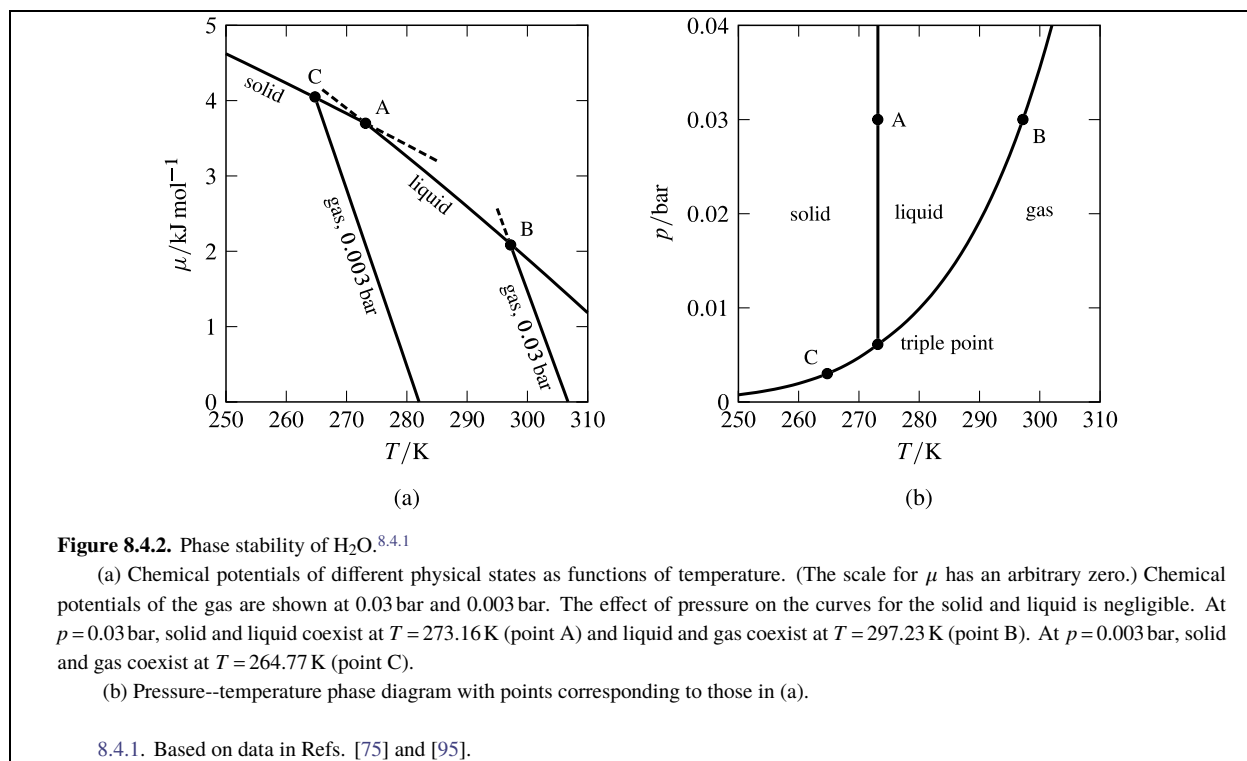 5
4
3
2
1
0
μ/kJ mol−1
250 260 270 280 290 300 310
T/K
solid
C
A
liquid
B
gas, 0.003 bar
gas, 0.03 bar
(a)
0.04
0.03
0.02
0.01
0
p/bar
250 260 270 280 290 300 310
T/K
A
B
solid
liquid
gas
C
triple point
(b)
Figure 8.4.2. Phase stability of H2O.8.4.1
(a) Chemical potentials of different physical states as functions of temperature. (The scale for μ has an arbitrary zero.) Chemical
potentials of the gas are shown at 0.03 bar and 0.003 bar. The effect of pressure on the curves for the solid and liquid is negligible. At
p = 0.03 bar, solid and liquid coexist at T = 273.16 K (point A) and liquid and gas coexist at T = 297.23 K (point B). At p = 0.003 bar, solid
and gas coexist at T = 264.77 K (point C).
(b) Pressure--temperature phase diagram with points corresponding to those in (a).
8.4.1. Based on data in Refs. [75] and [95].